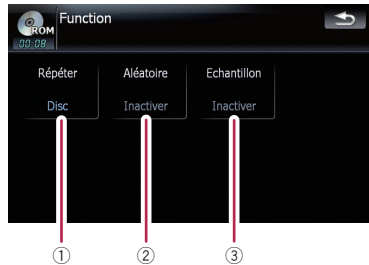 Function
ROM
00-08
Répéter Aléatoire Echantillon
Disc Inactiver Inactiver
① ② ③